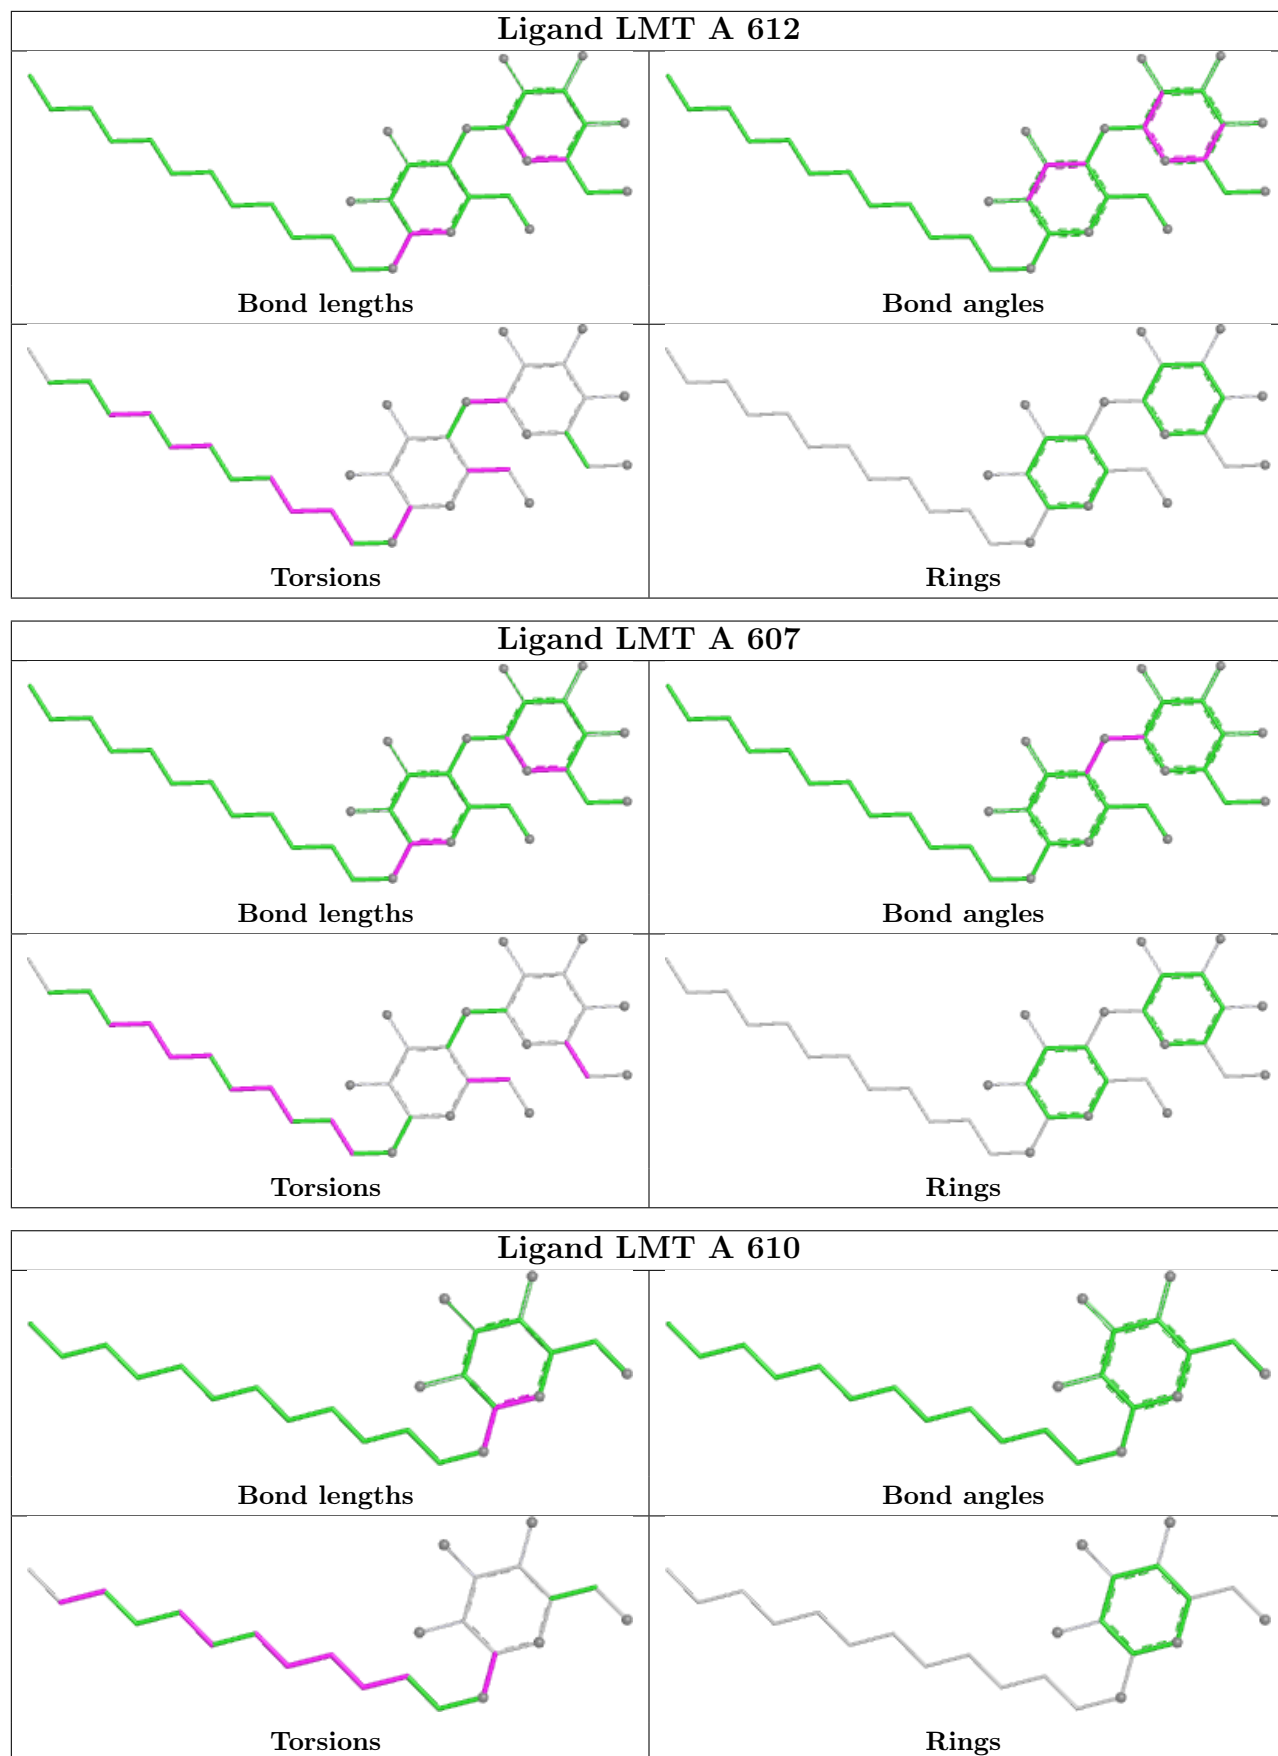 Ligand LMT A 612
Bond lengths
Bond angles
Torsions
Rings
Ligand LMT A 607
Bond lengths
Bond angles
Torsions
Rings
Ligand LMT A 610
Bond lengths
Bond angles
Torsions
Rings